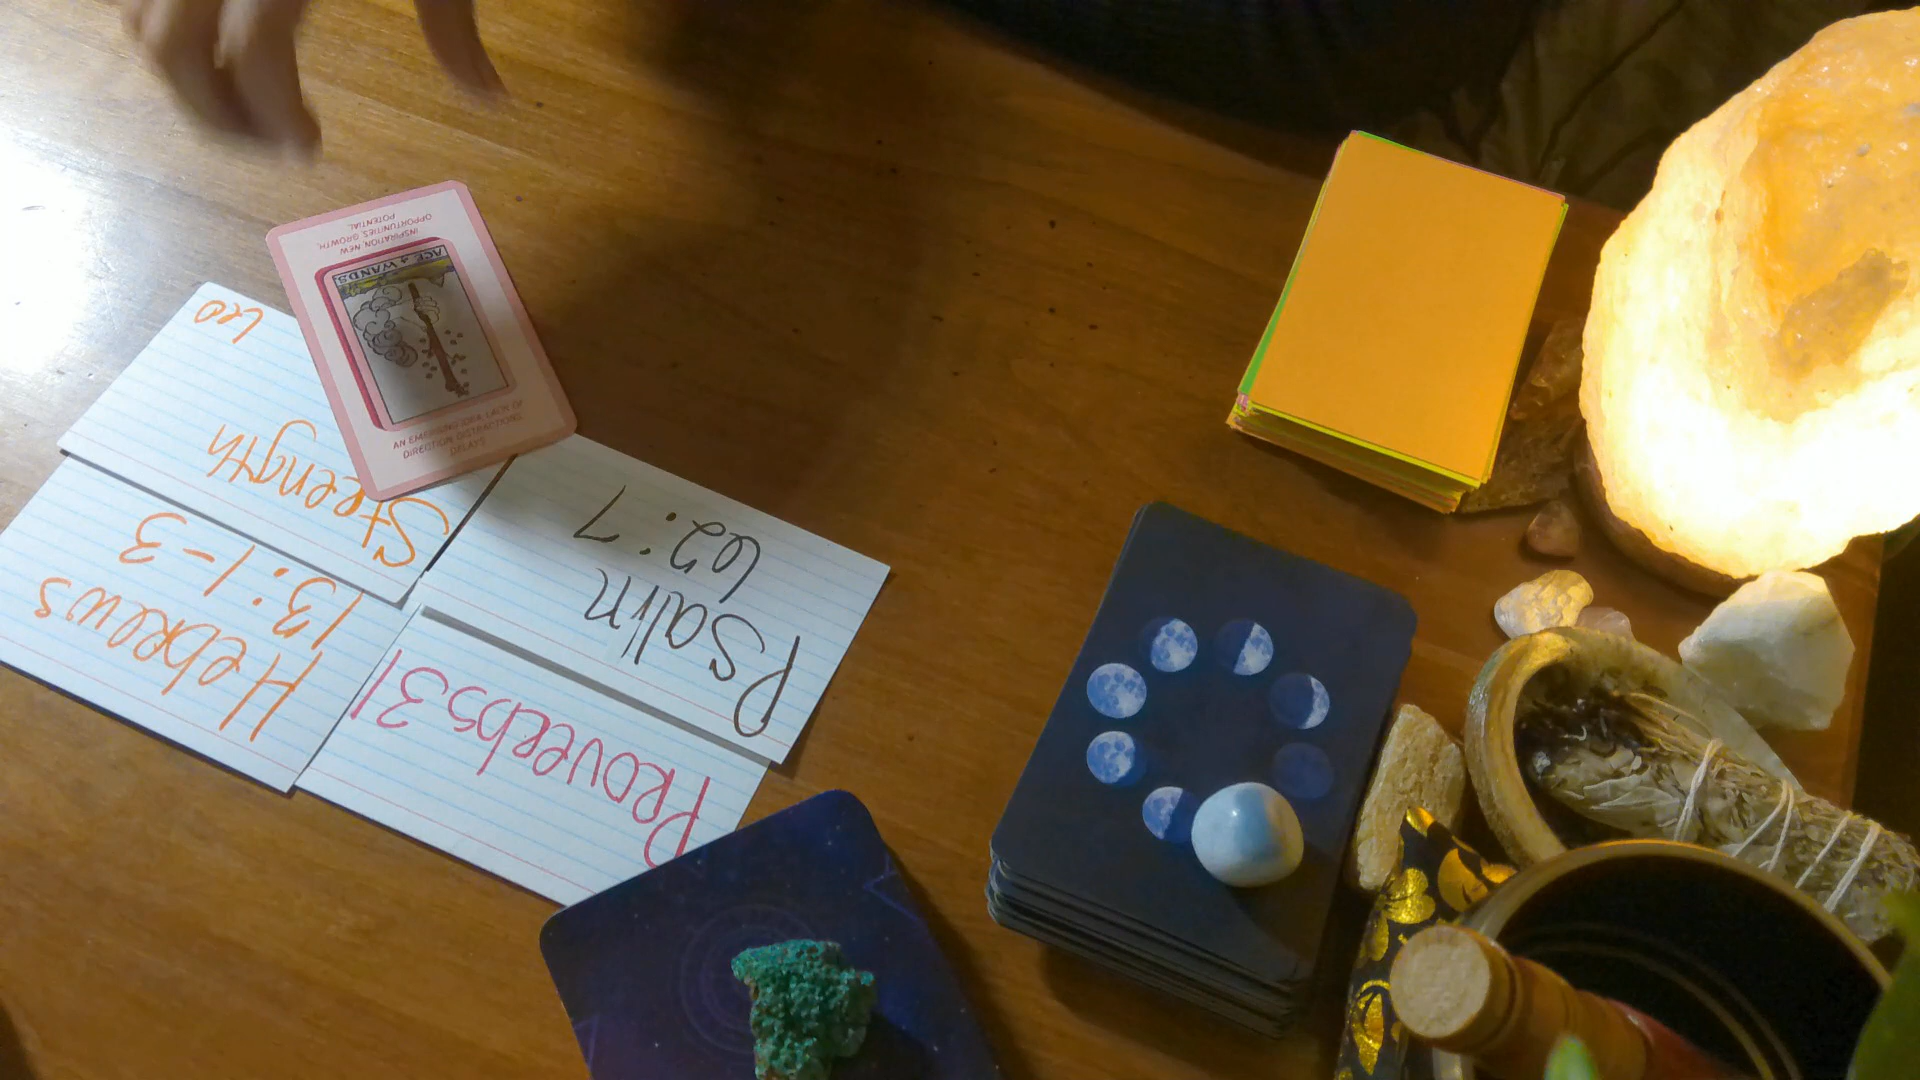 AN EMERGING IDEA, LACK OF
DIRECTION, DISTRACTIONS,
DELAYS
ACE of WANDS
INSPIRATION, NEW
OPPORTUNITIES, GROWTH,
POTENTIAL
Psalm
62:7
Proverbs 31
Hebrews
13:1-3
Strength
Leo